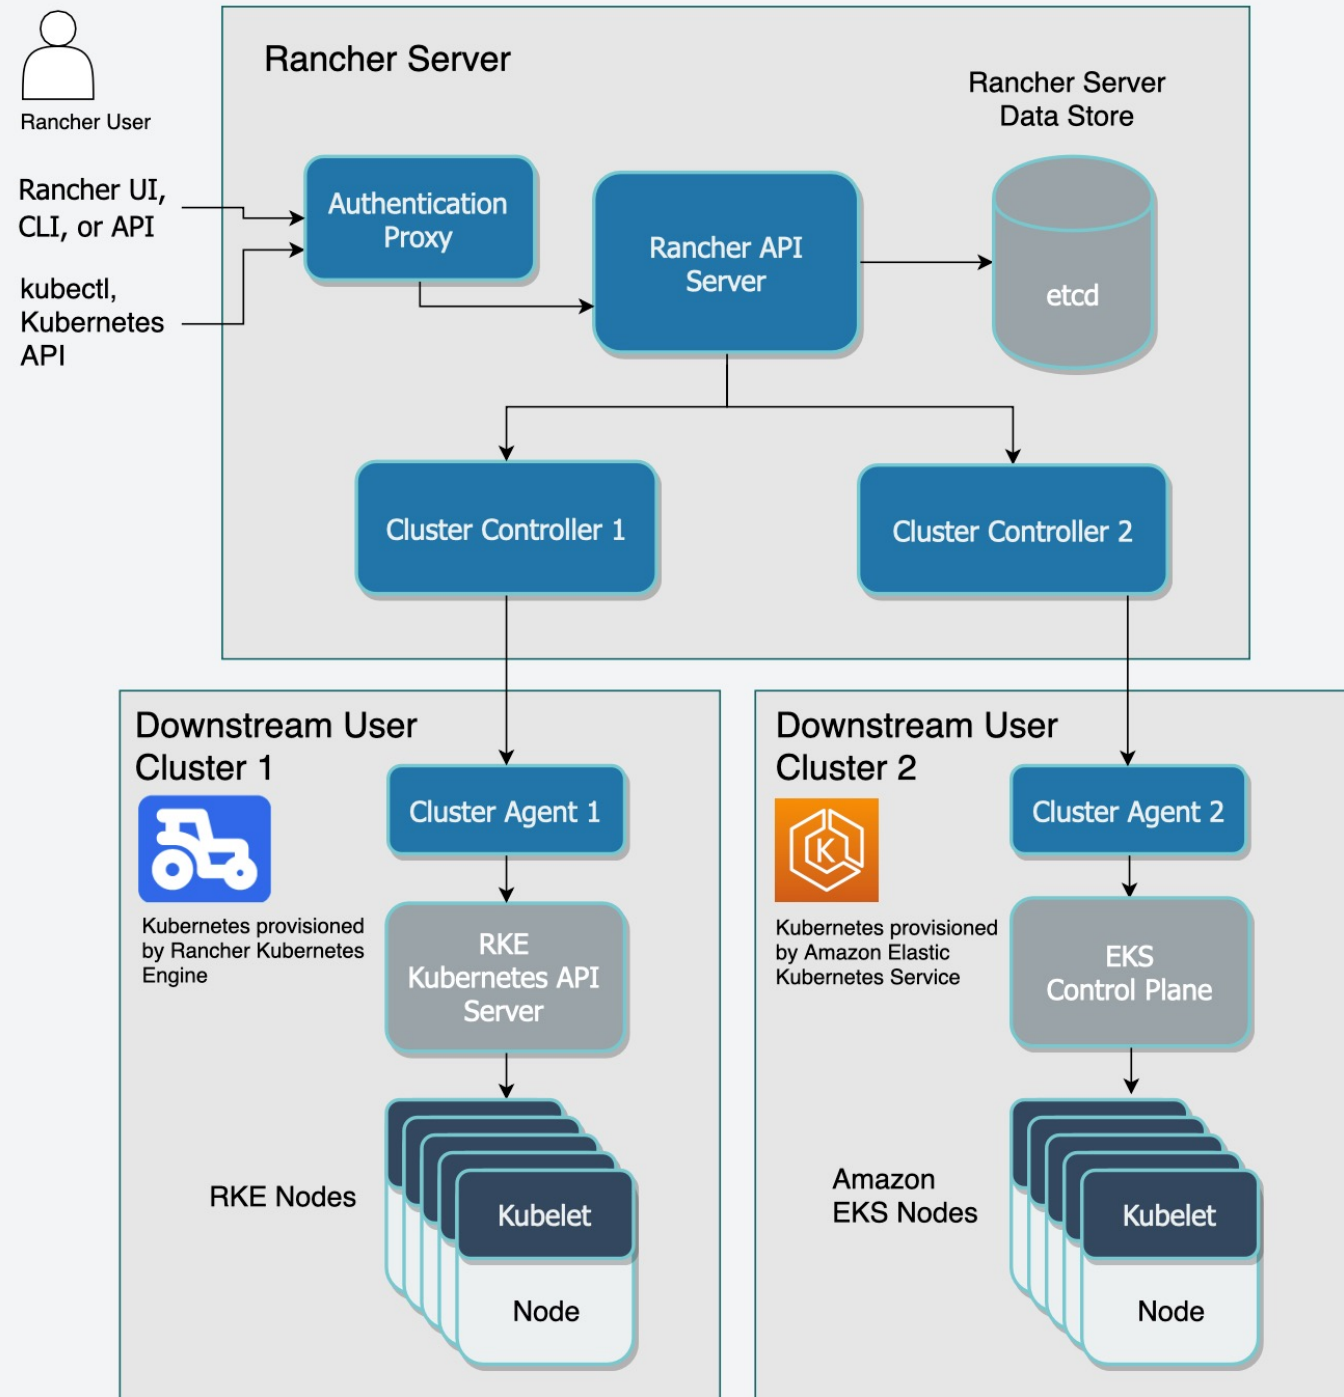 Rancher User
Rancher UI,
CLI, or API
kubectl,
Kubernetes
API
Rancher Server
Rancher Server
Data Store
Authentication
Proxy
Rancher API
Server
etcd
Cluster Controller 1
Cluster Controller 2
Downstream User
Cluster 1
Cluster Agent 1
Kubernetes provisioned
by Rancher Kubernetes
Engine
RKE
Kubernetes API
Server
RKE Nodes
Kubelet
Node
Downstream User
Cluster 2
Cluster Agent 2
K
Kubernetes provisioned
by Amazon Elastic
Kubernetes Service
EKS
Control Plane
Amazon
EKS Nodes
Kubelet
Node